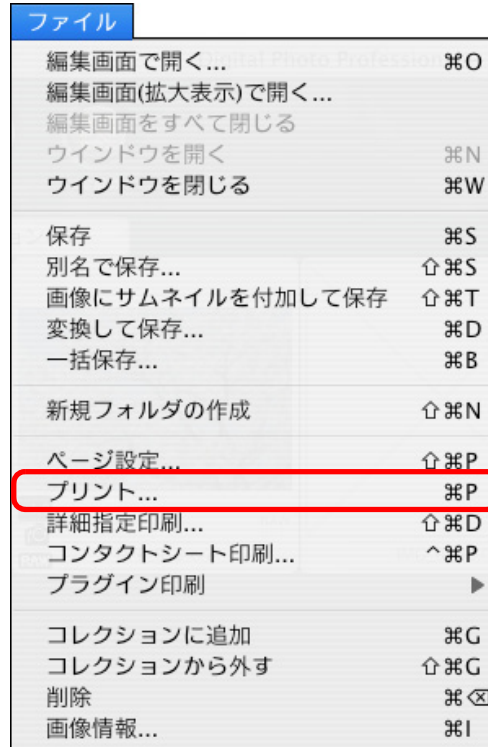 ファイル
編集画面で開く... ⌘O
編集画面(拡大表示)で開く...
編集画面をすべて閉じる
ウインドウを開く ⌘N
ウインドウを閉じる ⌘W
保存 ⌘S
別名で保存... ⇧⌘S
画像にサムネイルを付加して保存 ⇧⌘T
変換して保存... ⌘D
一括保存... ⌘B
新規フォルダの作成 ⇧⌘N
ページ設定... ⇧⌘P
プリント... ⌘P
詳細指定印刷... ⇧⌘D
コンタクトシート印刷... ^⌘P
プラグイン印刷 ▶
コレクションに追加 ⌘G
コレクションから外す ⇧⌘G
削除 ⌘⌫
画像情報... ⌘I